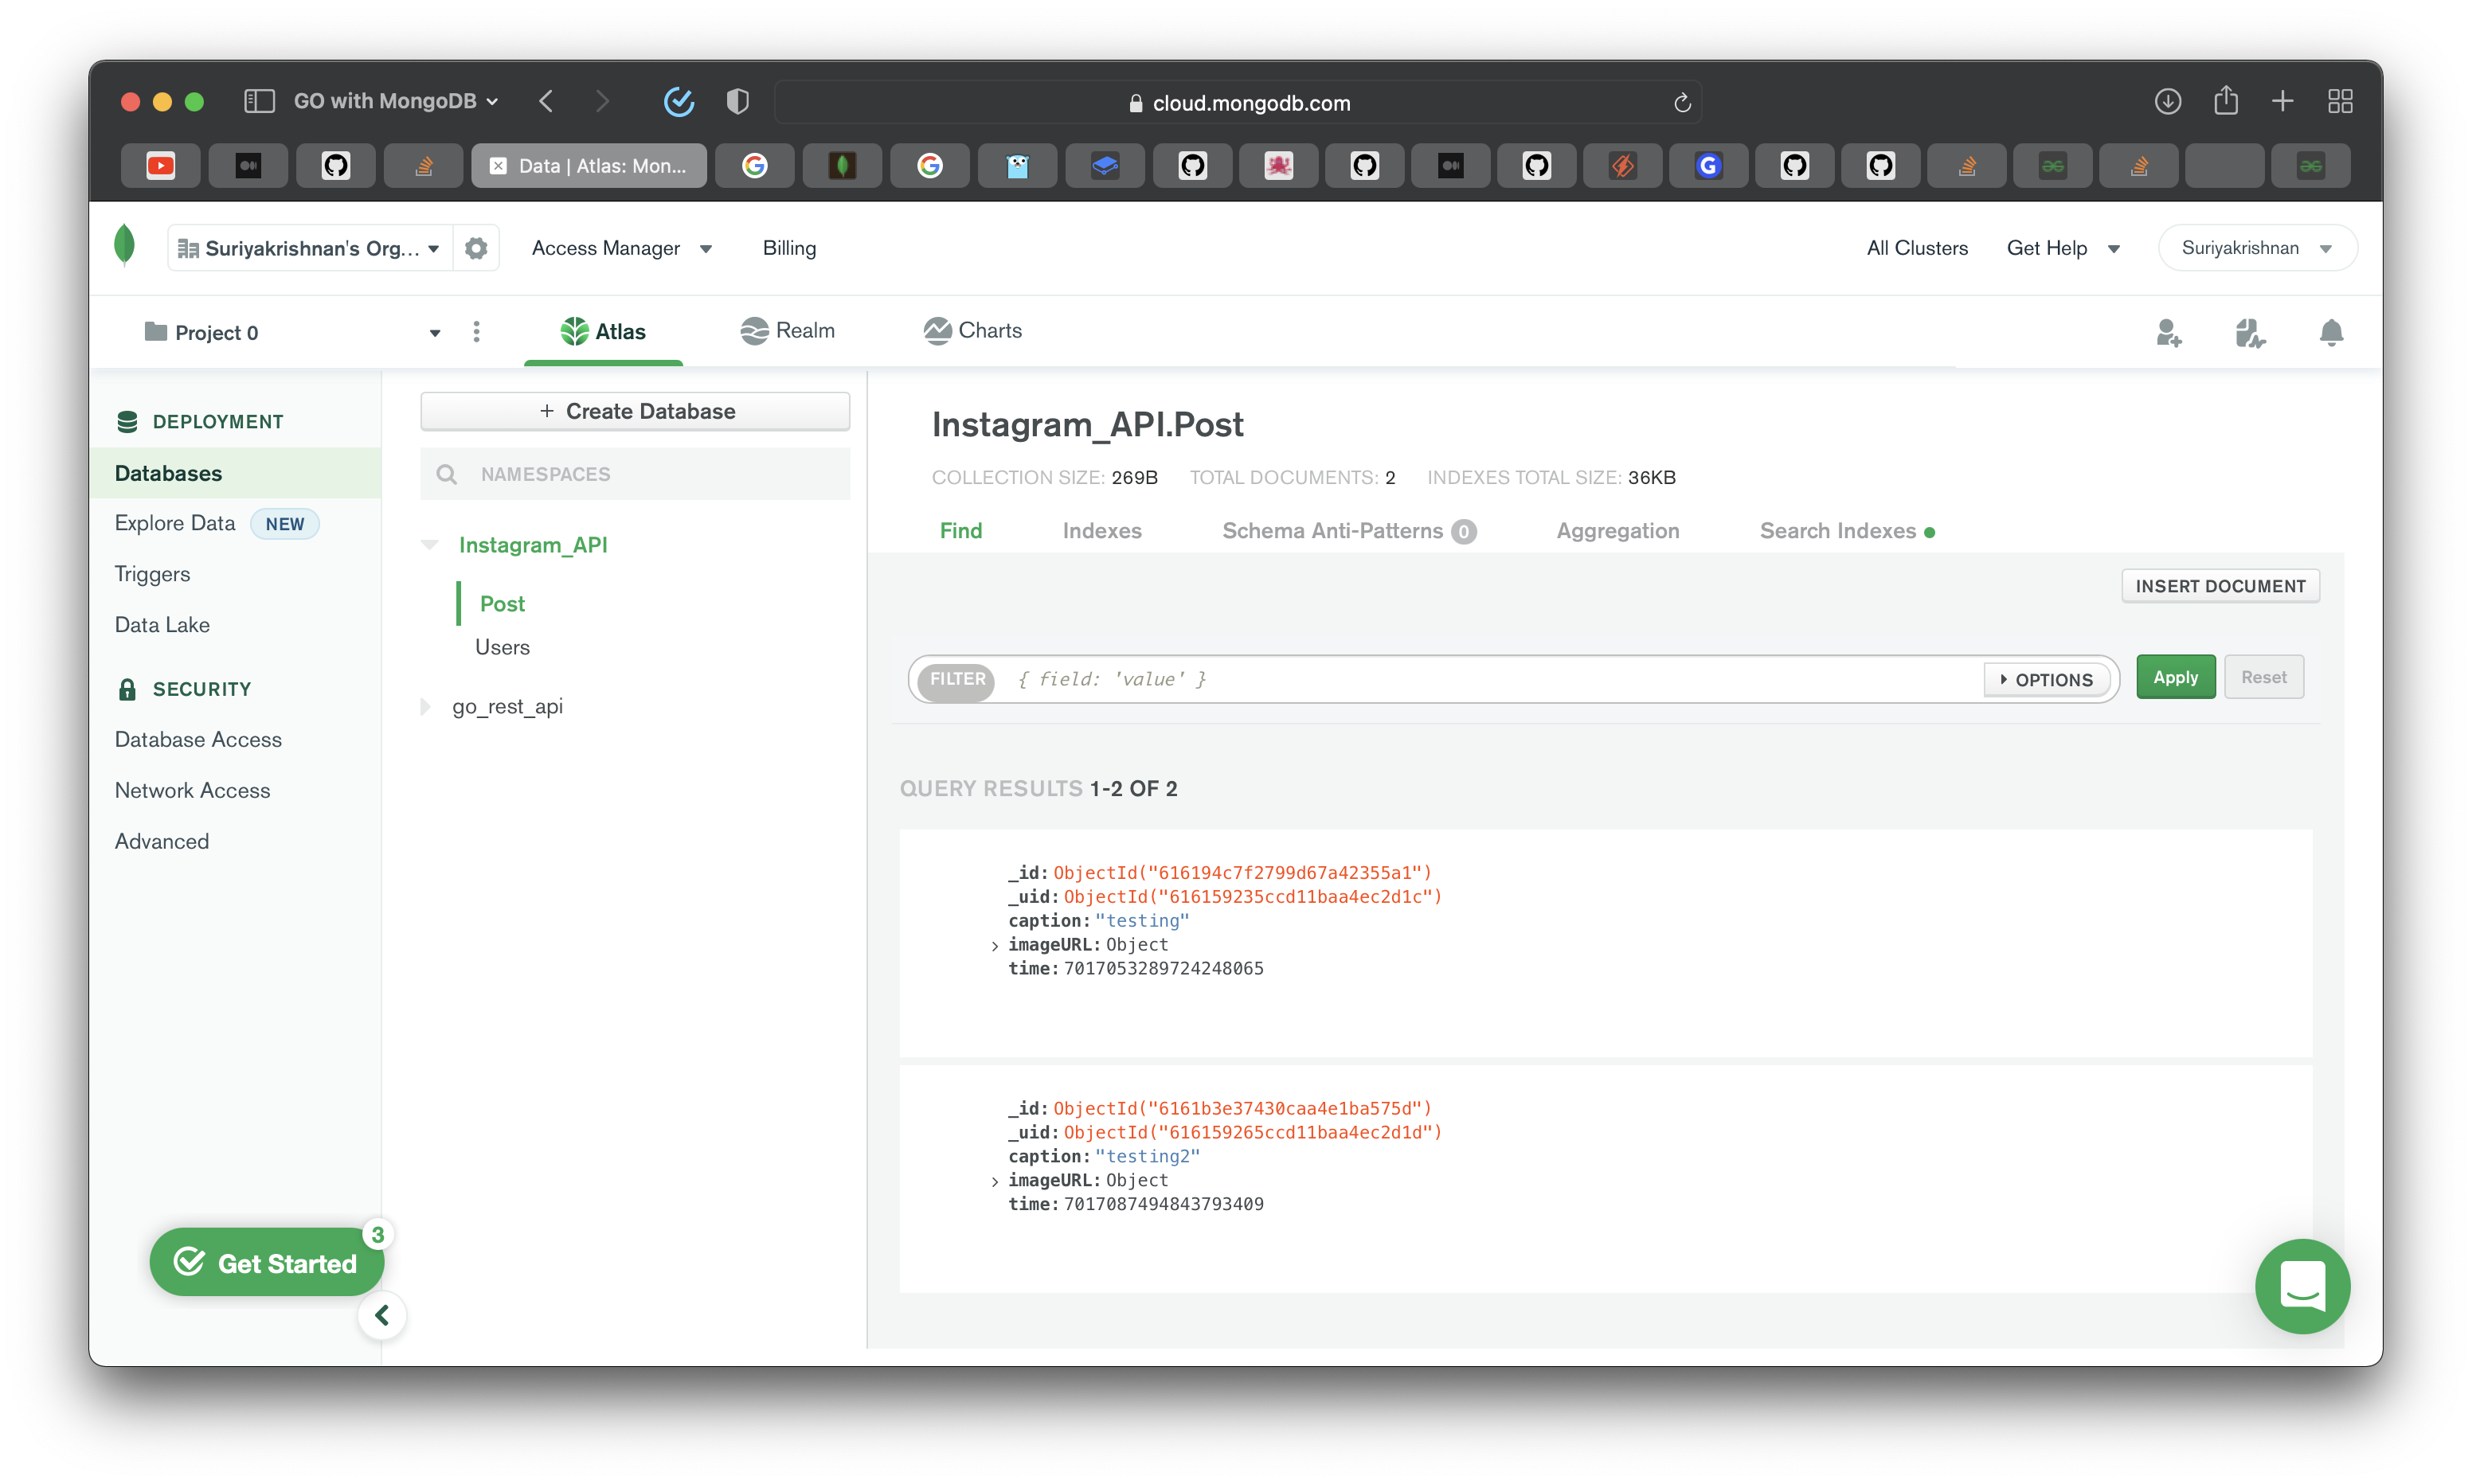 GO with MongoDB
cloud.mongodb.com
Data | Atlas: Mon...
Suriyakrishnan's Org...
Access Manager
Billing
All Clusters
Get Help
Suriyakrishnan
Project 0
Atlas
Realm
Charts
DEPLOYMENT
Databases
Explore Data NEW
Triggers
Data Lake
SECURITY
Database Access
Network Access
Advanced
Get Started
3
+ Create Database
NAMESPACES
Instagram_API
Post
Users
go_rest_api
Instagram_API.Post
COLLECTION SIZE: 269B TOTAL DOCUMENTS: 2 INDEXES TOTAL SIZE: 36KB
Find Indexes Schema Anti-Patterns 0 Aggregation Search Indexes
INSERT DOCUMENT
FILTER { field: 'value' } OPTIONS Apply Reset
QUERY RESULTS 1-2 OF 2
_id: ObjectId("616194c7f2799d67a42355a1")
_uid: ObjectId("616159235ccd11baa4ec2d1c")
caption: "testing"
imageURL: Object
time: 7017053289724248065
_id: ObjectId("6161b3e37430caa4e1ba575d")
_uid: ObjectId("616159265ccd11baa4ec2d1d")
caption: "testing2"
imageURL: Object
time: 7017087494843793409